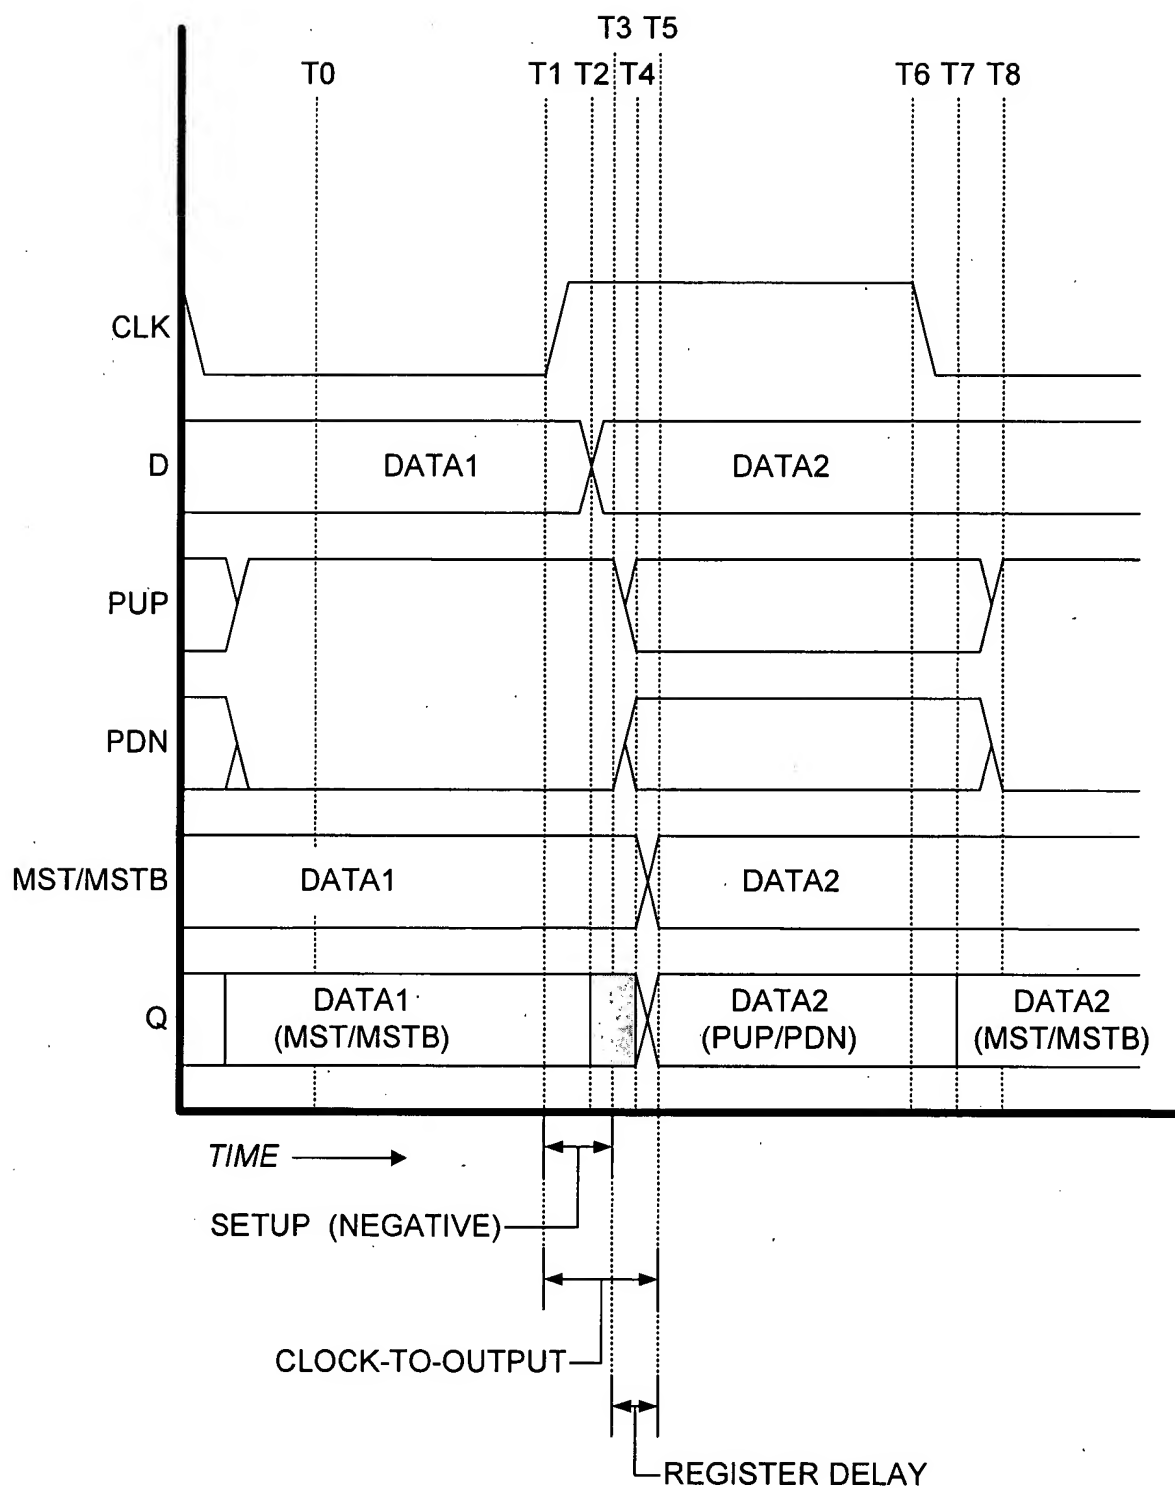 T3 T5
T0 T1 T2 T4 T6 T7 T8
CLK
D DATA1 DATA2
PUP
PDN
MST/MSTB DATA1 DATA2
DATA1 DATA2 DATA2
Q
(MST/MSTB) (PUP/PDN) (MST/MSTB)
TIME
SETUP (NEGATIVE)
CLOCK-TO-OUTPUT
REGISTER DELAY